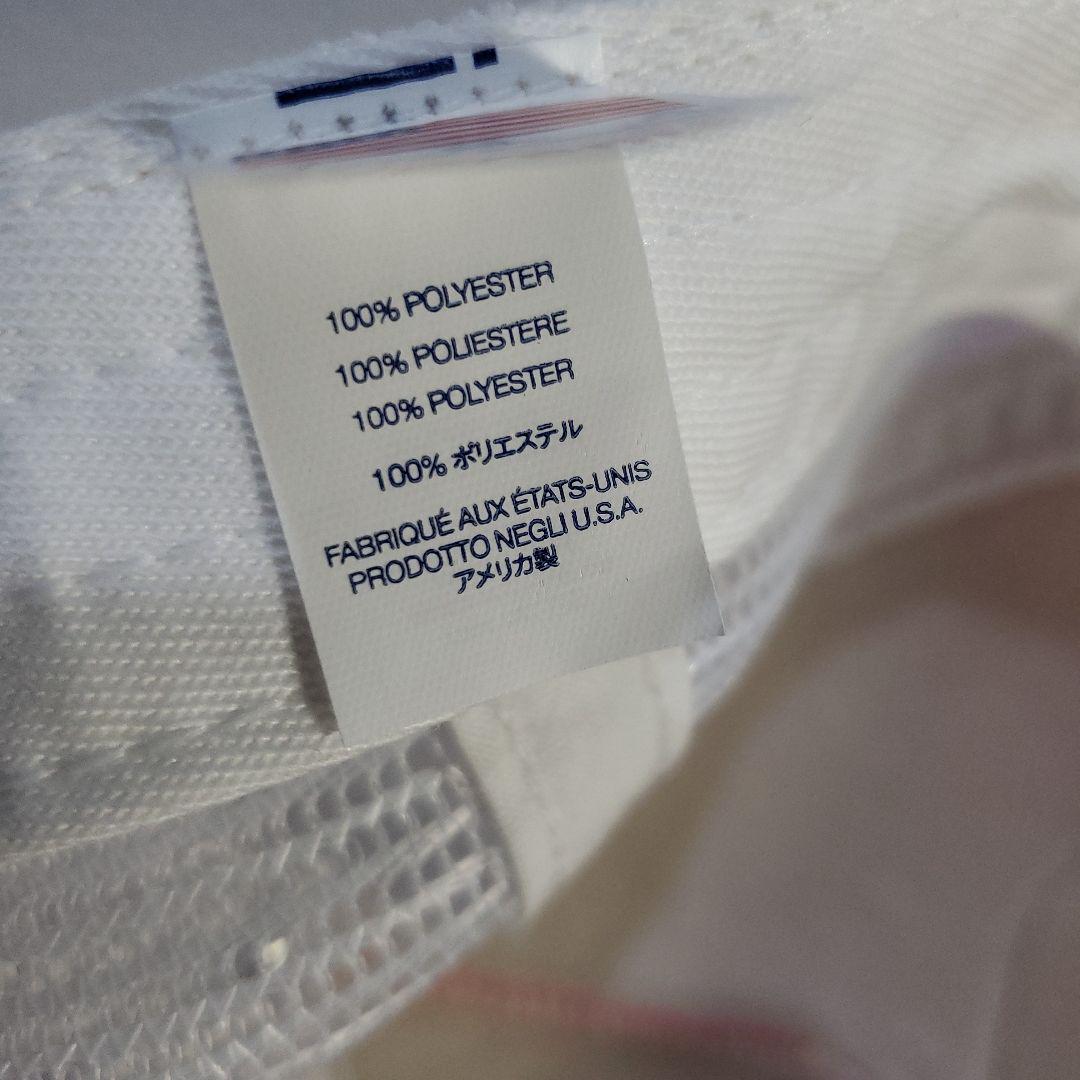 100% POLYESTER
100% POLIESTERE
100% POLYESTER
100% ポリエステル
FABRIQUÉ AUX ÉTATS-UNIS
PRODOTTO NEGLI U.S.A.
アメリカ製